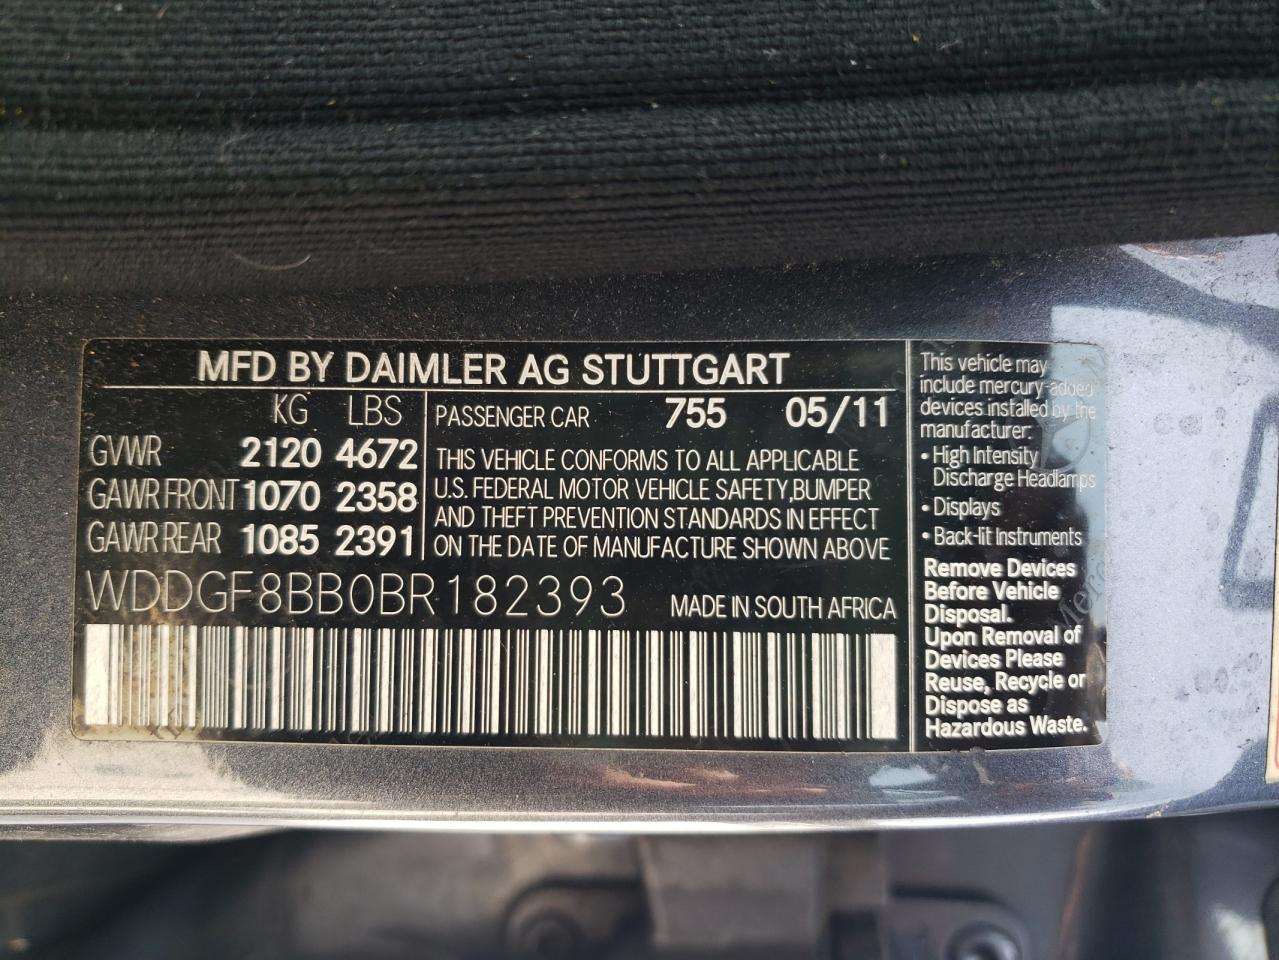 MFD BY DAIMLER AG STUTTGART
KG LBS
GVWR 2120 4672
GAWR FRONT 1070 2358
GAWR REAR 1085 2391
PASSENGER CAR 755 05/11
THIS VEHICLE CONFORMS TO ALL APPLICABLE
U.S. FEDERAL MOTOR VEHICLE SAFETY,BUMPER
AND THEFT PREVENTION STANDARDS IN EFFECT
ON THE DATE OF MANUFACTURE SHOWN ABOVE
WDDGF8BB0BR182393 MADE IN SOUTH AFRICA
This vehicle may
include mercury-added
devices installed by the
manufacturer:
• High Intensity
Discharge Headlamps
• Displays
• Back-lit Instruments
Remove Devices
Before Vehicle
Disposal.
Upon Removal of
Devices Please
Reuse, Recycle or
Dispose as
Hazardous Waste.